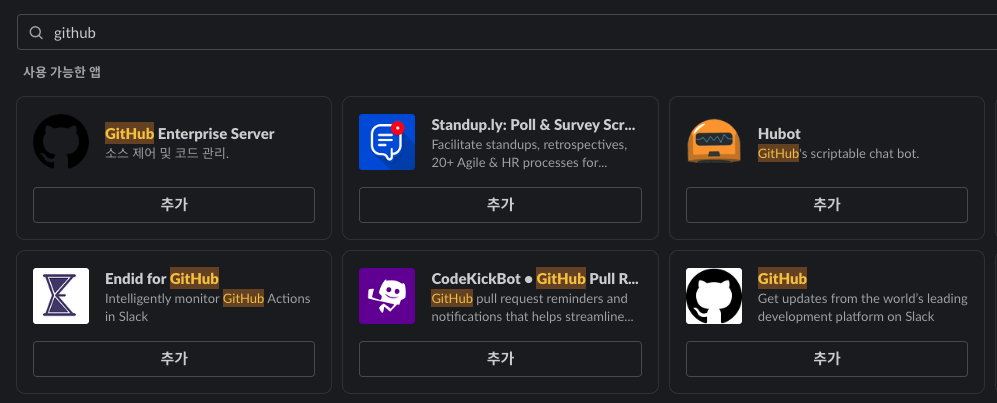 github
사용 가능한 앱
GitHub Enterprise Server
소스 제어 및 코드 관리.
추가
Standup.ly: Poll & Survey Scr...
Facilitate standups, retrospectives,
20+ Agile & HR processes for...
추가
Hubot
GitHub's scriptable chat bot.
추가
Endid for GitHub
Intelligently monitor GitHub Actions
in Slack
추가
CodeKickBot • GitHub Pull R...
GitHub pull request reminders and
notifications that helps streamline...
추가
GitHub
Get updates from the world's leading
development platform on Slack
추가